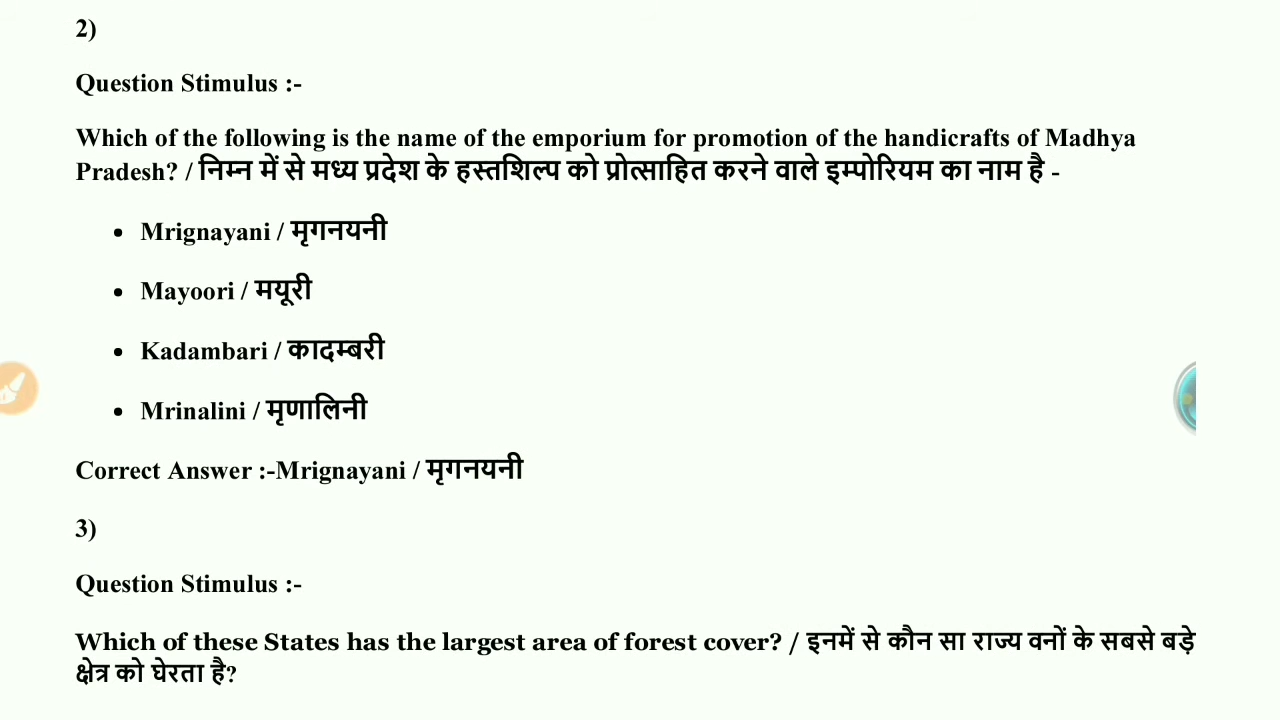 2)
Question Stimulus :-
Which of the following is the name of the emporium for promotion of the handicrafts of Madhya
Pradesh? / निम्न में से मध्य प्रदेश के हस्तशिल्प को प्रोत्साहित करने वाले इम्पोरियम का नाम है -
• Mrignayani / मृगनयनी
• Mayoori / मयूरी
• Kadambari / कादम्बरी
• Mrinalini / मृणालिनी
Correct Answer :-Mrignayani / मृगनयनी
3)
Question Stimulus :-
Which of these States has the largest area of forest cover? / इनमें से कौन सा राज्य वनों के सबसे बड़े
क्षेत्र को घेरता है?